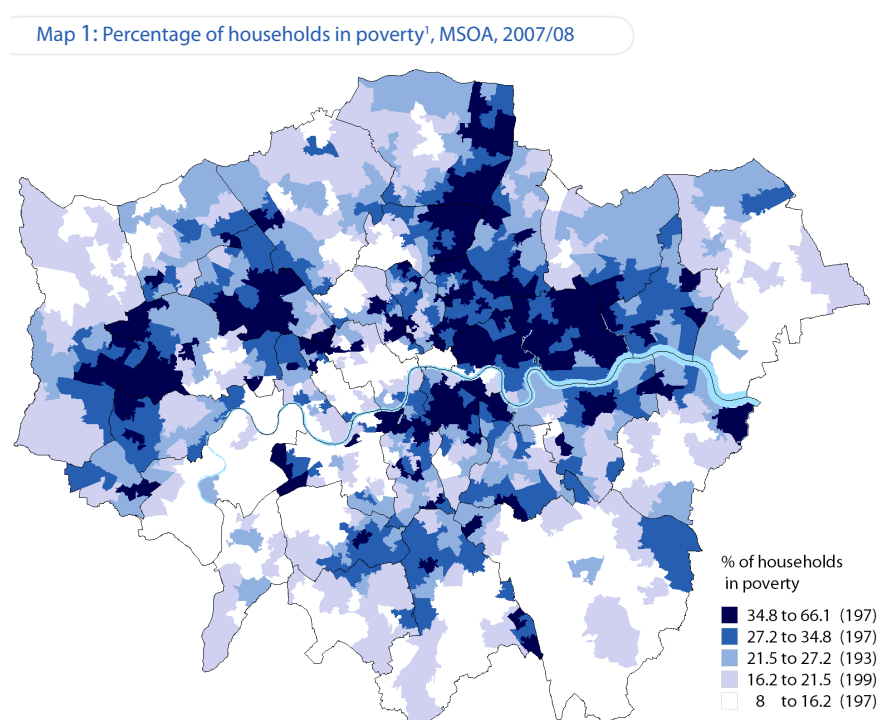 Map 1: Percentage of households in poverty¹, MSOA, 2007/08
% of households
in poverty
34.8 to 66.1 (197)
27.2 to 34.8 (197)
21.5 to 27.2 (193)
16.2 to 21.5 (199)
8 to 16.2 (197)